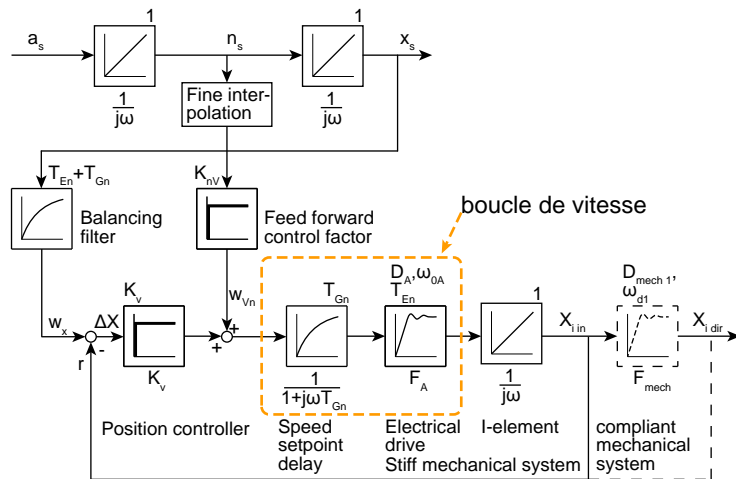 a_s
1
n_s
1
x_s
1
jω
Fine inter-
polation
1
jω
T_En+T_Gn
K_nV
Balancing
filter
Feed forward
control factor
boucle de vitesse
w_x
ΔX
r
-
K_v
K_v
w_Vn
+
+
T_Gn
1
1+jωT_Gn
D_A,ω_0A
T_En
F_A
1
1
jω
X_i in
D_mech 1,
ω_d1
F_mech
X_i dir
Position controller
Speed
setpoint
delay
Electrical
drive
Stiff mechanical system
I-element
compliant
mechanical
system